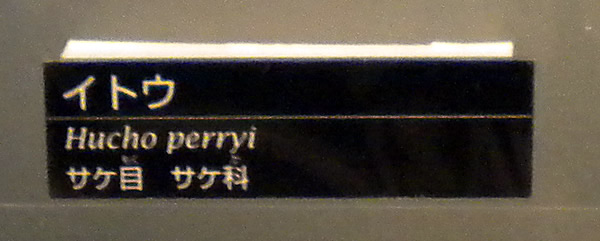 イトウ
Hucho perryi
サケ目 サケ科